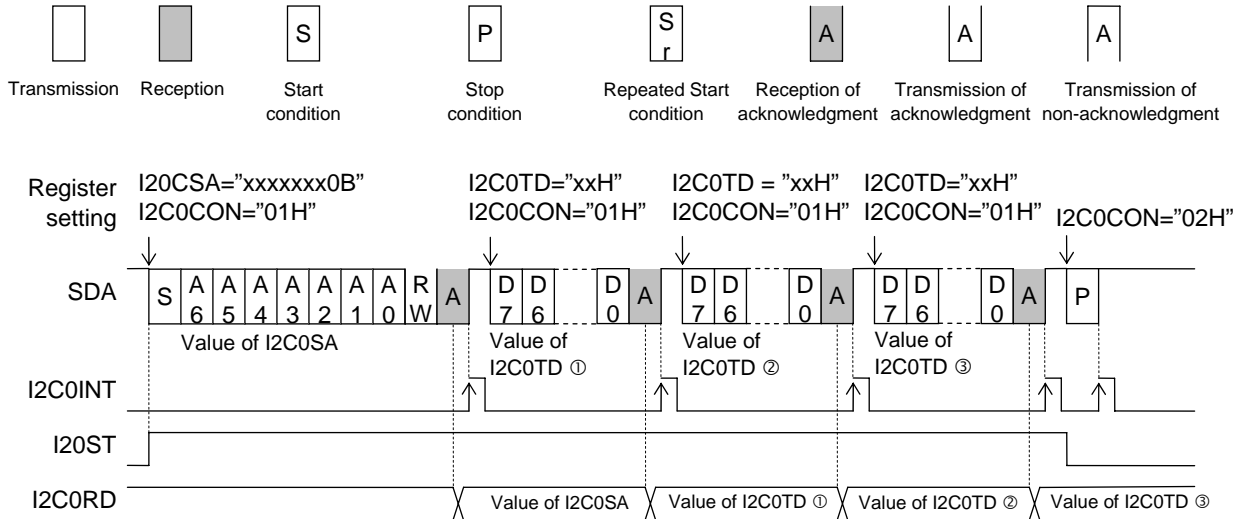 S
P
S
r
A
A
A
Transmission
Reception
Start
condition
Stop
condition
Repeated Start
condition
Reception of
acknowledgment
Transmission of
acknowledgment
Transmission of
non-acknowledgment
Register
setting
I20CSA="xxxxxxx0B”
I2C0CON=”01H”
I2C0TD=”xxH”
I2C0CON=”01H”
I2C0TD = ”xxH”
I2C0CON=”01H”
I2C0TD=”xxH”
I2C0CON=”01H”
I2C0CON=”02H”
SDA
S
A
6
A
5
A
4
A
3
A
2
A
1
A
0
R
W
A
D
7
D
6
D
0
A
D
7
D
6
D
0
A
D
7
D
6
D
0
A
P
Value of I2C0SA
Value of
I2C0TD ①
Value of
I2C0TD ②
Value of
I2C0TD ③
I2C0INT
I20ST
I2C0RD
Value of I2C0SA
Value of I2C0TD ①
Value of I2C0TD ②
Value of I2C0TD ③